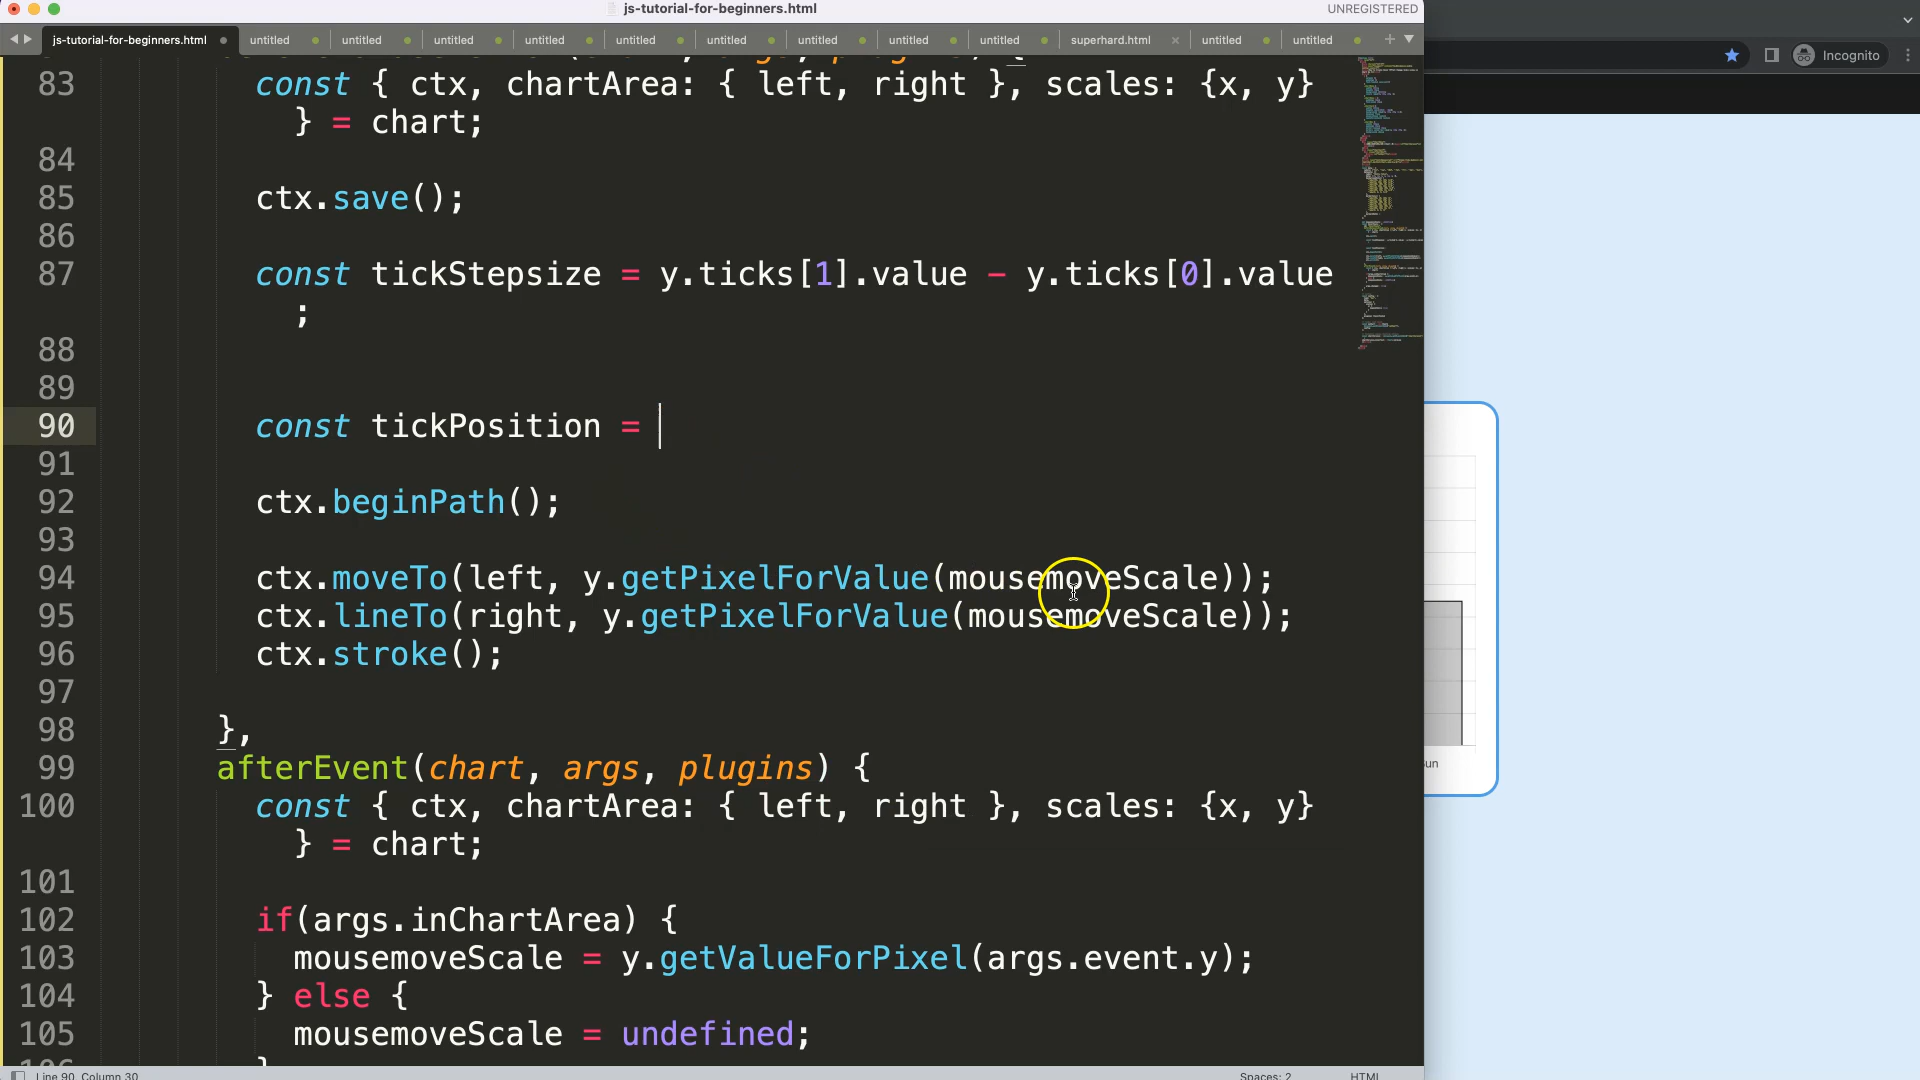 js-tutorial-for-beginners.html
UNREGISTERED
js-tutorial-for-beginners.html untitled untitled untitled untitled untitled untitled untitled untitled untitled superhard.html untitled untitled
Incognito
83 const { ctx, chartArea: { left, right }, scales: {x, y}
} = chart;
84
85 ctx.save();
86
87 const tickStepsize = y.ticks[1].value - y.ticks[0].value
;
88
89
90 const tickPosition =
91
92 ctx.beginPath();
93
94 ctx.moveTo(left, y.getPixelForValue(mousemoveScale));
95 ctx.lineTo(right, y.getPixelForValue(mousemoveScale));
96 ctx.stroke();
97
98 },
99 afterEvent(chart, args, plugins) {
100 const { ctx, chartArea: { left, right }, scales: {x, y}
} = chart;
101
102 if(args.inChartArea) {
103 mousemoveScale = y.getValueForPixel(args.event.y);
104 } else {
105 mousemoveScale = undefined;
Line 90, Column 30
Spaces: 2
HTML